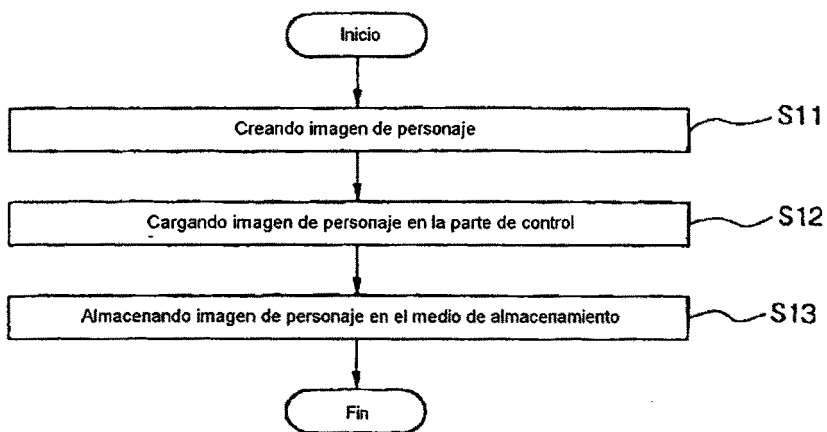 Inicio
Creando imagen de personaje
S11
Cargando imagen de personaje en la parte de control
S12
Almacenando imagen de personaje en el medio de almacenamiento
S13
Fin